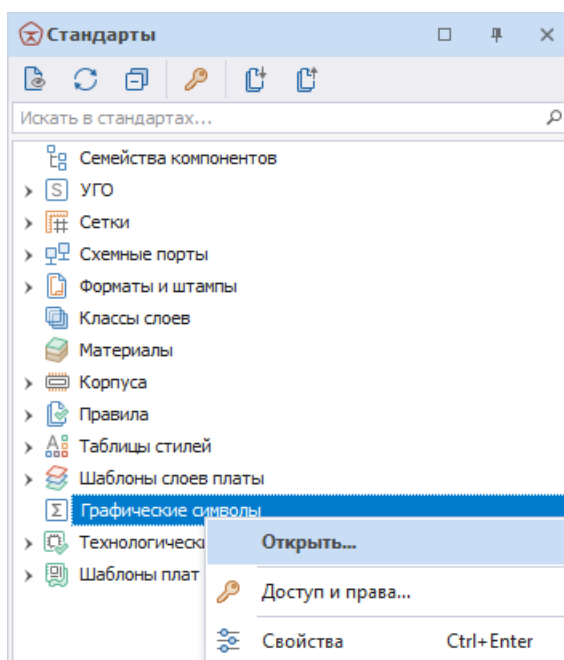 Стандарты
Искать в стандартах...
Семейства компонентов
УГО
Сетки
Схемные порты
Форматы и штампы
Классы слоев
Материалы
Корпуса
Правила
Таблицы стилей
Шаблоны слоев платы
Графические символы
Технологическ
Открыть...
Шаблоны плат
Доступ и права...
Свойства Ctrl+Enter